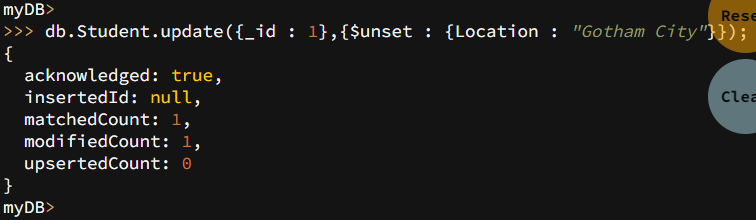 myDB>
>>> db.Student.update({_id : 1},{$unset : {Location : "Gotham City"}});
{
  acknowledged: true,
  insertedId: null,
  matchedCount: 1,
  modifiedCount: 1,
  upsertedCount: 0
}
myDB>
Rese
Clea